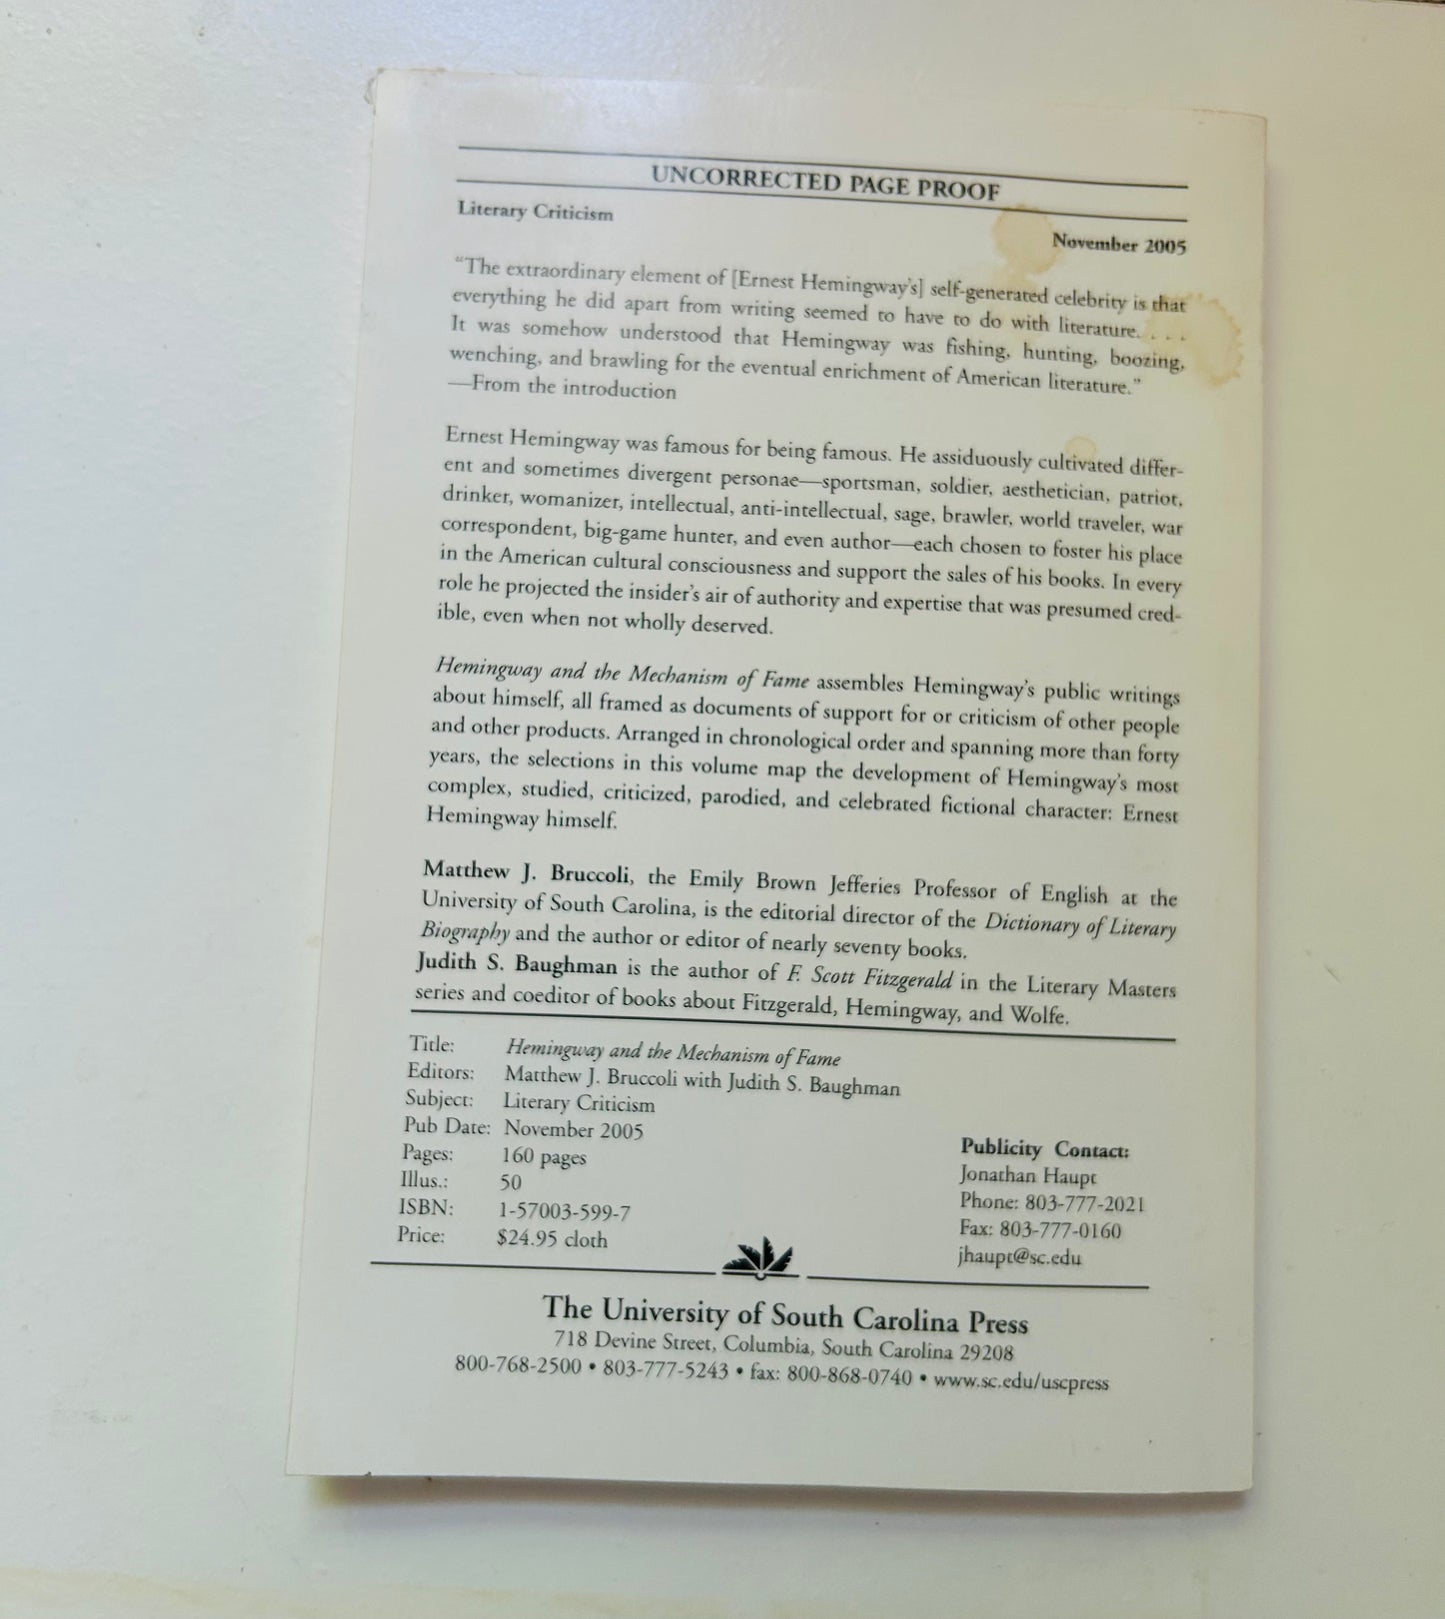 UNCORRECTED PAGE PROOF
Literary Criticism
November 2005
“The extraordinary element of [Ernest Hemingway’s] self-generated celebrity is that
everything he did apart from writing seemed to have to do with literature. . . .
It was somehow understood that Hemingway was fishing, hunting, boozing,
wenching, and brawling for the eventual enrichment of American literature.”
—From the introduction
Ernest Hemingway was famous for being famous. He assiduously cultivated differ-
ent and sometimes divergent personae—sportsman, soldier, aesthetician, patriot,
drinker, womanizer, intellectual, anti-intellectual, sage, brawler, world traveler, war
correspondent, big-game hunter, and even author—each chosen to foster his place
in the American cultural consciousness and support the sales of his books. In every
role he projected the insider’s air of authority and expertise that was presumed cred-
ible, even when not wholly deserved.
Hemingway and the Mechanism of Fame assembles Hemingway’s public writings
about himself, all framed as documents of support for or criticism of other people
and other products. Arranged in chronological order and spanning more than forty
years, the selections in this volume map the development of Hemingway’s most
complex, studied, criticized, parodied, and celebrated fictional character: Ernest
Hemingway himself.
Matthew J. Bruccoli, the Emily Brown Jefferies Professor of English at the
University of South Carolina, is the editorial director of the Dictionary of Literary
Biography and the author or editor of nearly seventy books.
Judith S. Baughman is the author of F. Scott Fitzgerald in the Literary Masters
series and coeditor of books about Fitzgerald, Hemingway, and Wolfe.
Title: Hemingway and the Mechanism of Fame
Editors: Matthew J. Bruccoli with Judith S. Baughman
Subject: Literary Criticism
Pub Date: November 2005
Pages: 160 pages
Illus.: 50
ISBN: 1-57003-599-7
Price: $24.95 cloth
Publicity Contact:
Jonathan Haupt
Phone: 803-777-2021
Fax: 803-777-0160
jhaupt@sc.edu
The University of South Carolina Press
718 Devine Street, Columbia, South Carolina 29208
800-768-2500 • 803-777-5243 • fax: 800-868-0740 • www.sc.edu/uscpress